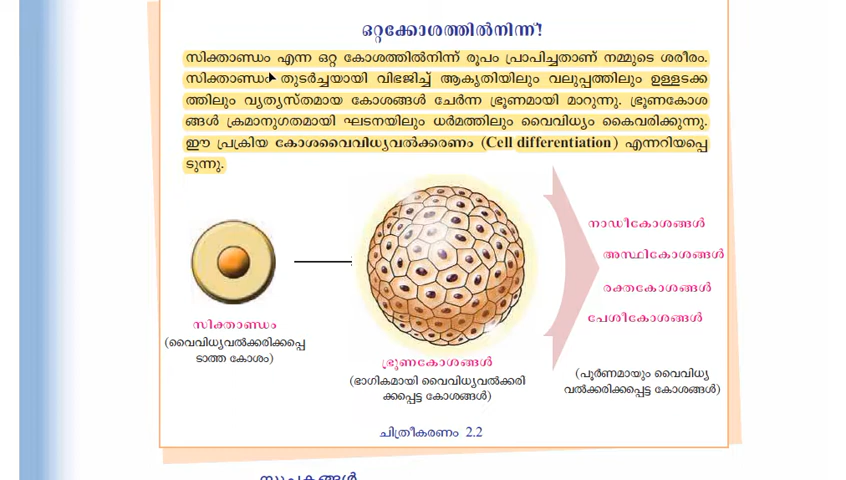 ഒറ്റക്കോശത്തിൽനിന്ന്!
സിക്താണ്ഡം എന്ന ഒറ്റ കോശത്തിൽനിന്ന് രൂപം പ്രാപിച്ചതാണ് നമ്മുടെ ശരീരം.
സിക്താണ്ഡം തുടർച്ചയായി വിഭജിച്ച് ആകൃതിയിലും വലുപ്പത്തിലും ഉള്ളടക്ക
ത്തിലും വ്യത്യസ്തമായ കോശങ്ങൾ ചേർന്ന ഭ്രൂണമായി മാറുന്നു. ഭ്രൂണകോശ
ങ്ങൾ ക്രമാനുഗതമായി ഘടനയിലും ധർമത്തിലും വൈവിധ്യം കൈവരിക്കുന്നു.
ഈ പ്രക്രിയ കോശവൈവിധ്യവൽക്കരണം (Cell differentiation) എന്നറിയപ്പെ
ടുന്നു.
നാഡീകോശങ്ങൾ
അസ്ഥികോശങ്ങൾ
രക്തകോശങ്ങൾ
പേശീകോശങ്ങൾ
സിക്താണ്ഡം
(വൈവിധ്യവൽക്കരിക്കപ്പെ
ടാത്ത കോശം)
ഭ്രൂണകോശങ്ങൾ
(ഭാഗികമായി വൈവിധ്യവൽക്കരി
ക്കപ്പെട്ട കോശങ്ങൾ)
(പൂർണമായും വൈവിധ്യ
വൽക്കരിക്കപ്പെട്ട കോശങ്ങൾ)
ചിത്രീകരണം 2.2
സൂചകങ്ങൾ